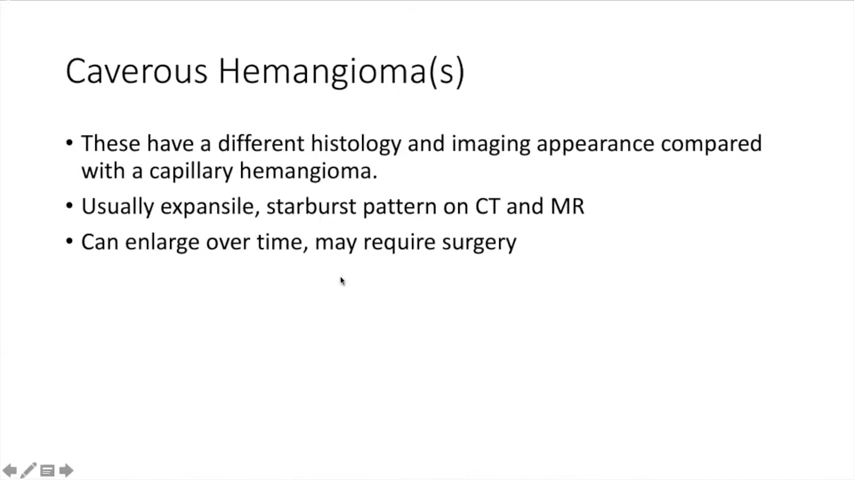 Caverous Hemangioma(s)
• These have a different histology and imaging appearance compared
with a capillary hemangioma.
• Usually expansile, starburst pattern on CT and MR
• Can enlarge over time, may require surgery